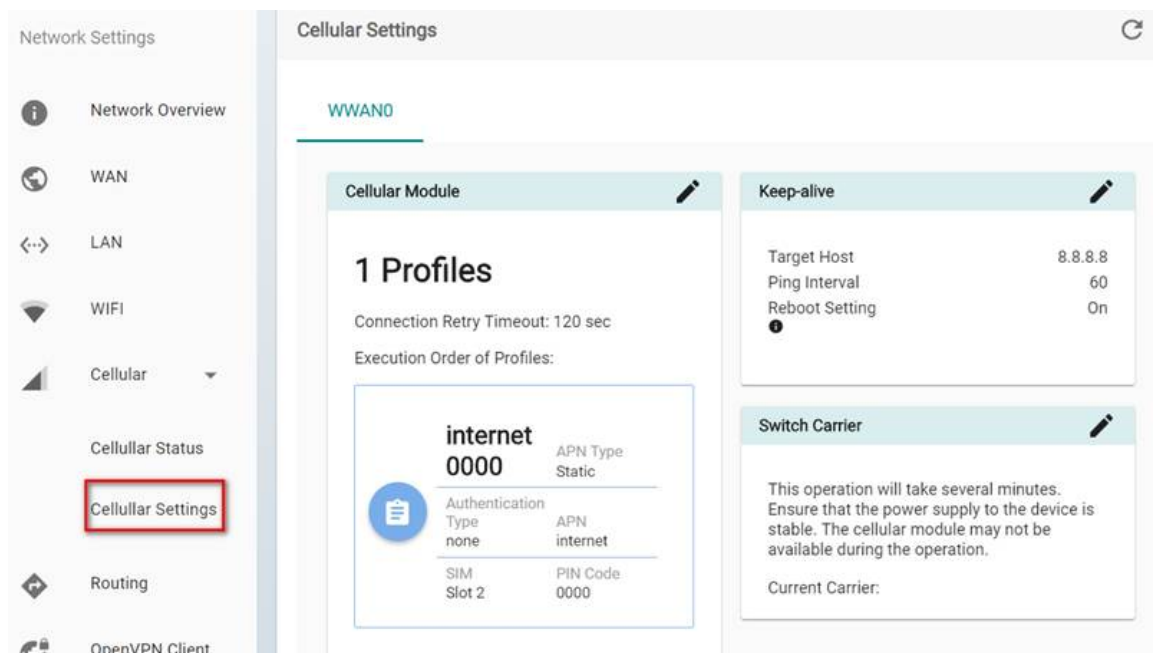 Network Settings
Network Overview
WAN
LAN
WIFI
Cellular
Cellullar Status
Cellullar Settings
Routing
OpenVPN Client
Cellular Settings
WWAN0
Cellular Module
1 Profiles
Connection Retry Timeout: 120 sec
Execution Order of Profiles:
internet
0000
APN Type
Static
Authentication
Type
none
APN
internet
SIM
Slot 2
PIN Code
0000
Keep-alive
Target Host 8.8.8.8
Ping Interval 60
Reboot Setting On
Switch Carrier
This operation will take several minutes.
Ensure that the power supply to the device is
stable. The cellular module may not be
available during the operation.
Current Carrier: